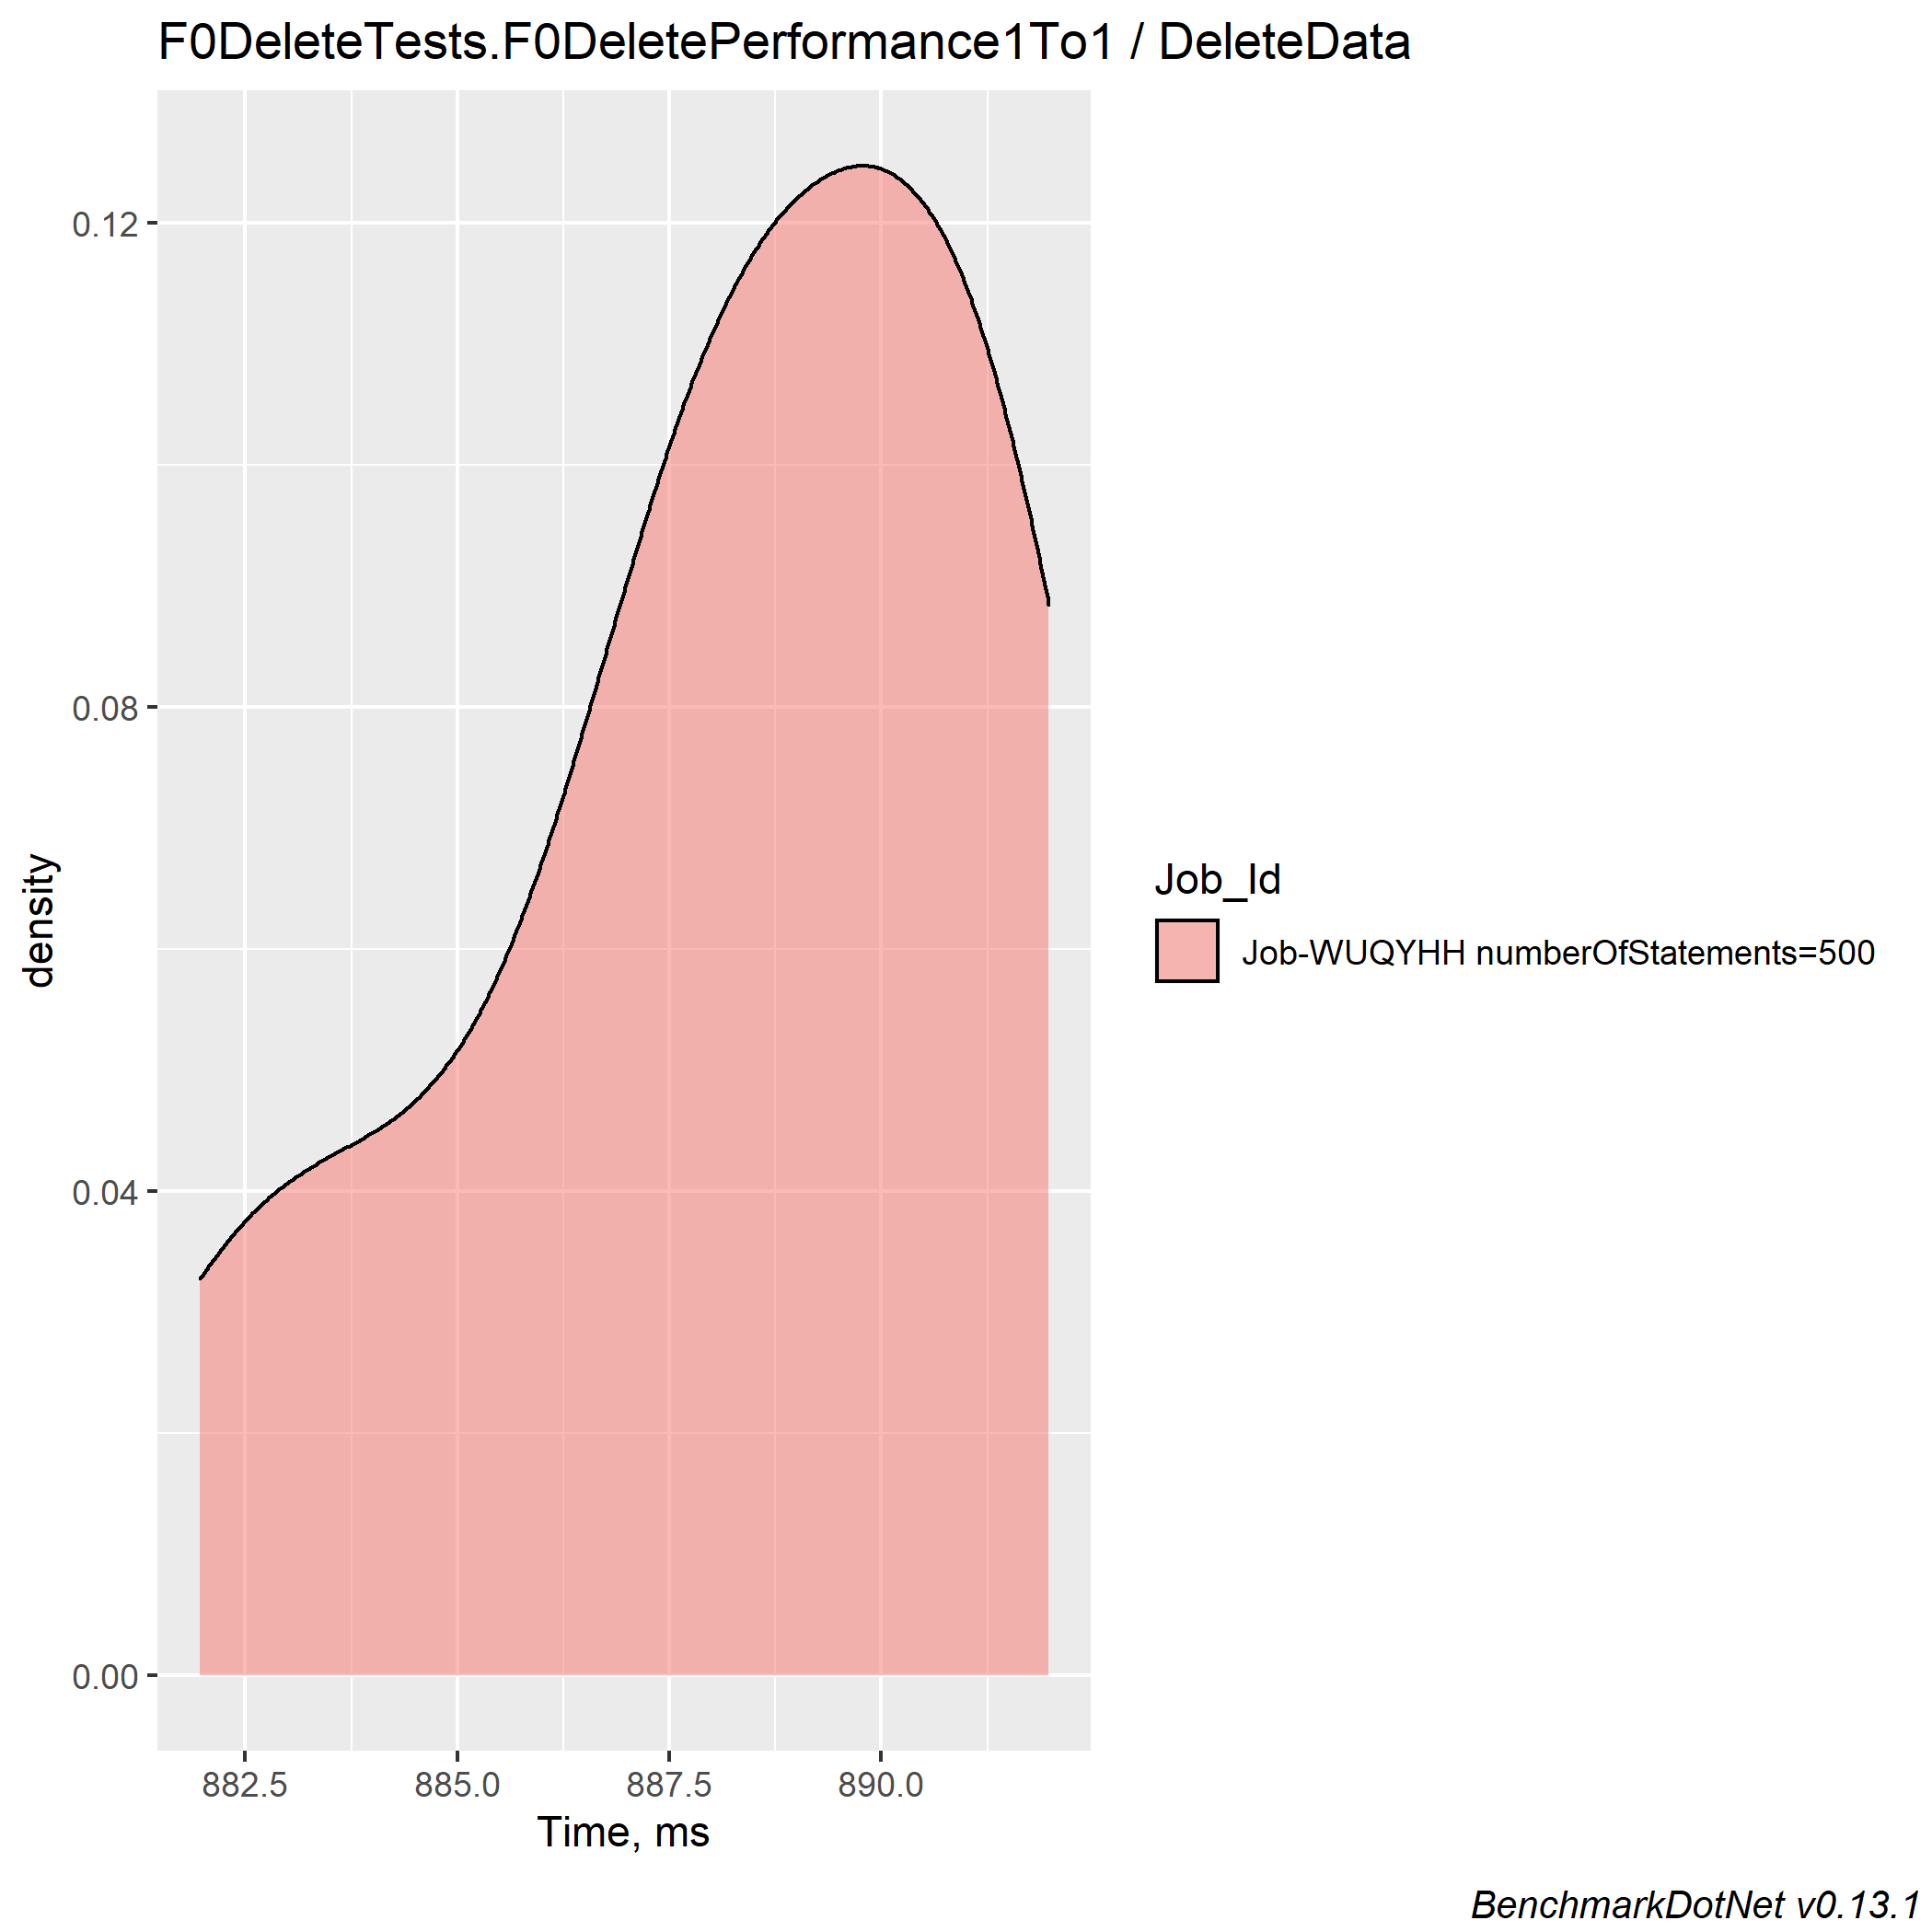 F0DeleteTests.F0DeletePerformance1To1 / DeleteData
0.12
0.08
0.04
0.00
density
882.5 885.0 887.5 890.0
Time, ms
Job_Id
Job-WUQYHH numberOfStatements=500
BenchmarkDotNet v0.13.1